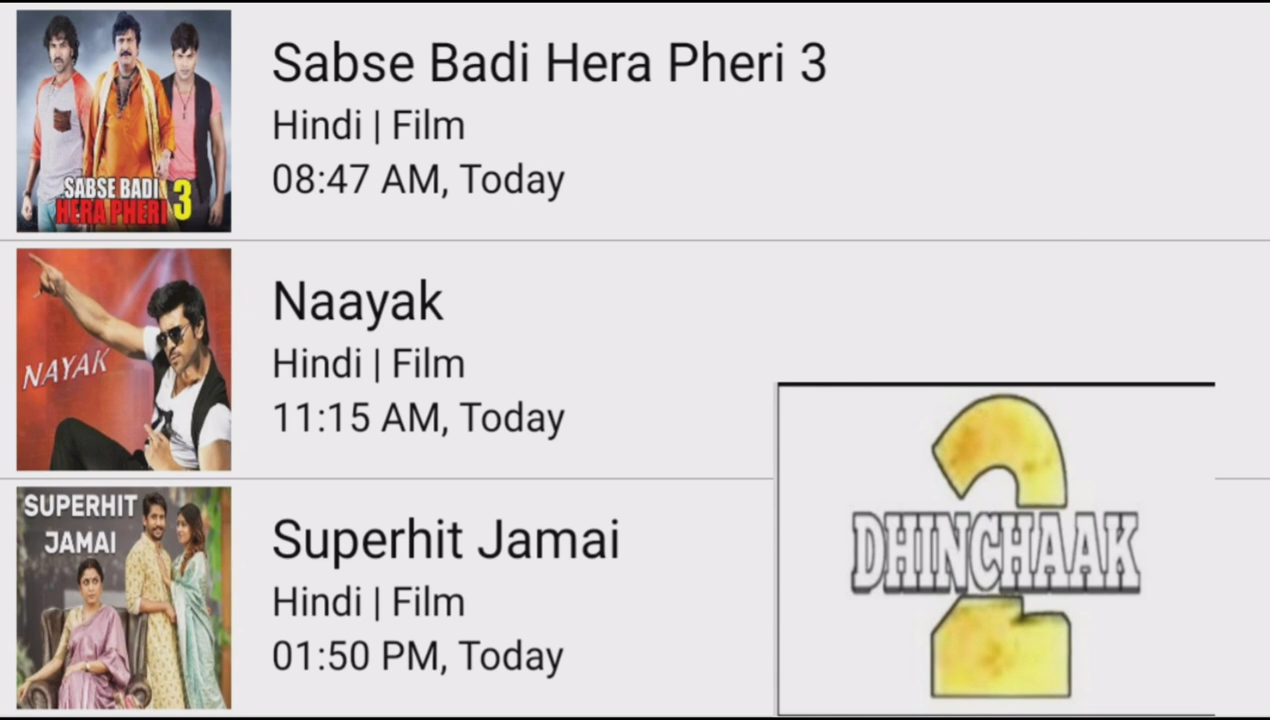 SABSE BADI
HERA PHERI 3
Sabse Badi Hera Pheri 3
Hindi | Film
08:47 AM, Today
NAYAK
Naayak
Hindi | Film
11:15 AM, Today
SUPERHIT
JAMAI
Superhit Jamai
Hindi | Film
01:50 PM, Today
2
DHINCHAAK